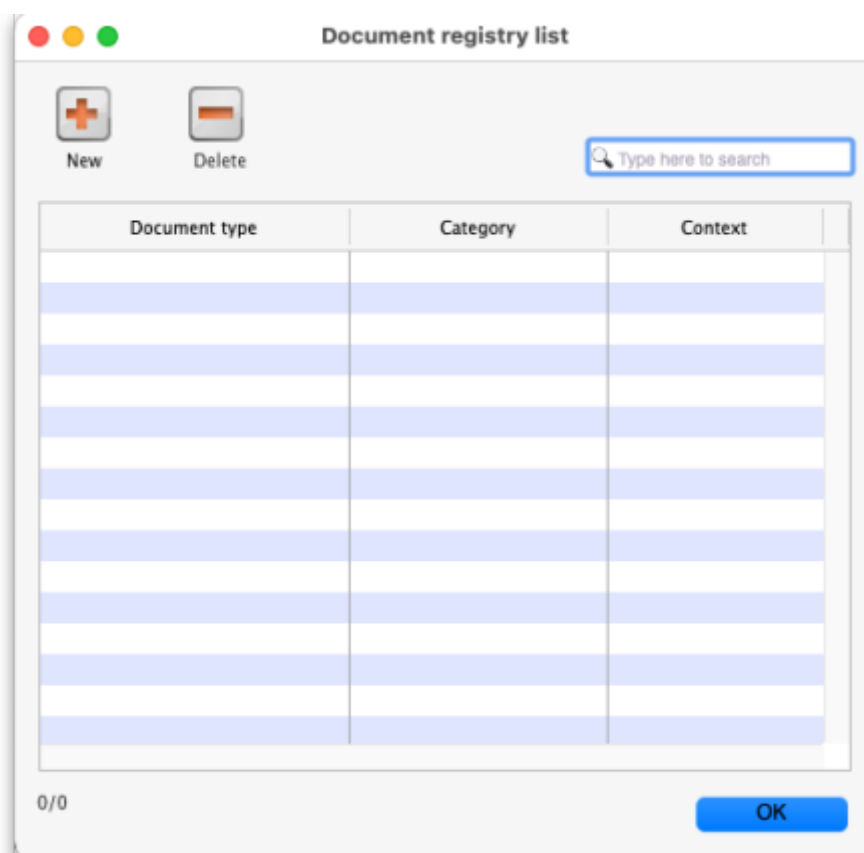 Document registry list
New Delete
Type here to search
Document type Category Context
0/0
OK